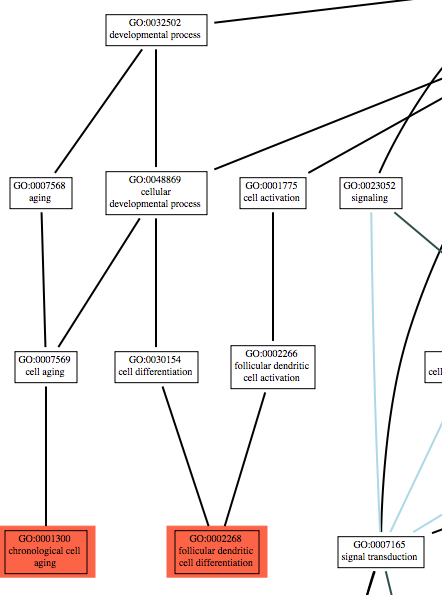 GO:0032502
developmental process
GO:0007568
aging
GO:0048869
cellular
developmental process
GO:0001775
cell activation
GO:0023052
signaling
GO:0007569
cell aging
GO:0030154
cell differentiation
GO:0002266
follicular dendritic
cell activation
cell
GO:0001300
chronological cell
aging
GO:0002268
follicular dendritic
cell differentiation
GO:0007165
signal transduction